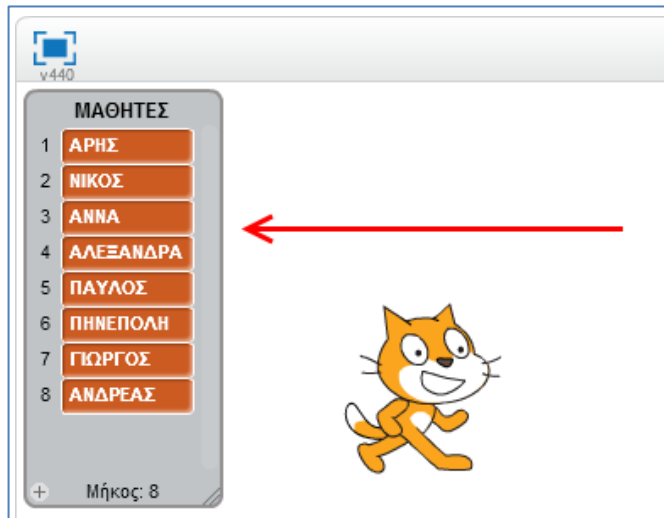 v440
ΜΑΘΗΤΕΣ
1 ΑΡΗΣ
2 ΝΙΚΟΣ
3 ΑΝΝΑ
4 ΑΛΕΞΑΝΔΡΑ
5 ΠΑΥΛΟΣ
6 ΠΗΝΕΠΟΛΗ
7 ΓΙΩΡΓΟΣ
8 ΑΝΔΡΕΑΣ
+ Μήκος: 8